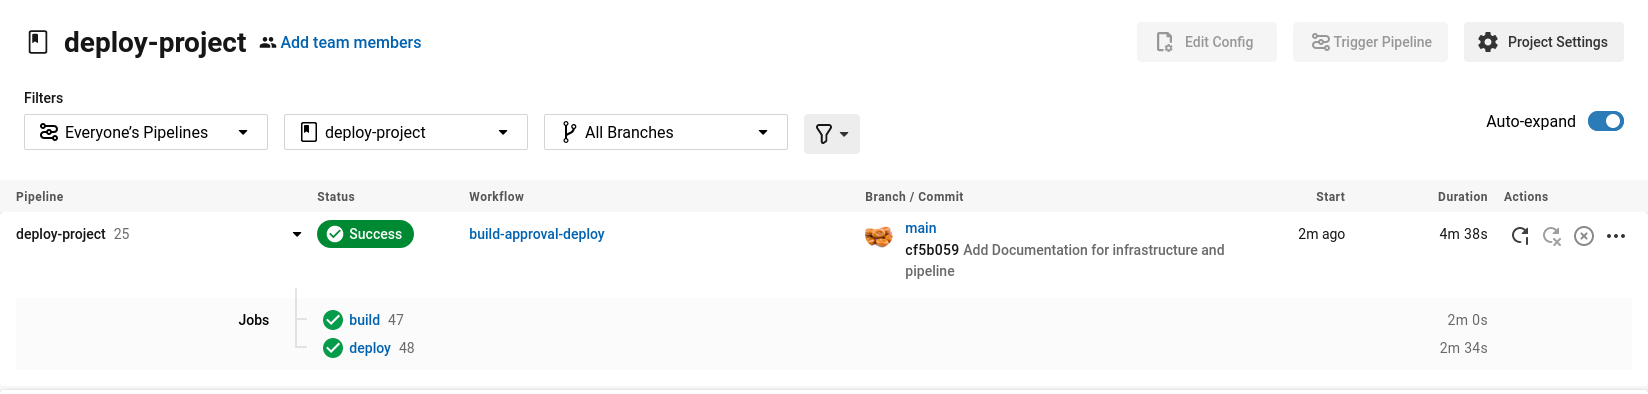 deploy-project Add team members Edit Config Trigger Pipeline Project Settings
Filters
Everyone's Pipelines deploy-project All Branches Auto-expand
Pipeline Status Workflow Branch / Commit Start Duration Actions
deploy-project 25 Success build-approval-deploy main 2m ago 4m 38s
cf5b059 Add Documentation for infrastructure and
pipeline
Jobs build 47 2m 0s
deploy 48 2m 34s